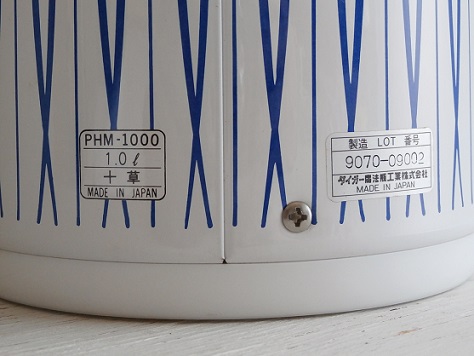 PHM-1000
1.0ℓ
十草
MADE IN JAPAN
製造 LOT 番号
9070-09002
タイガー魔法瓶工業株式会社
MADE IN JAPAN